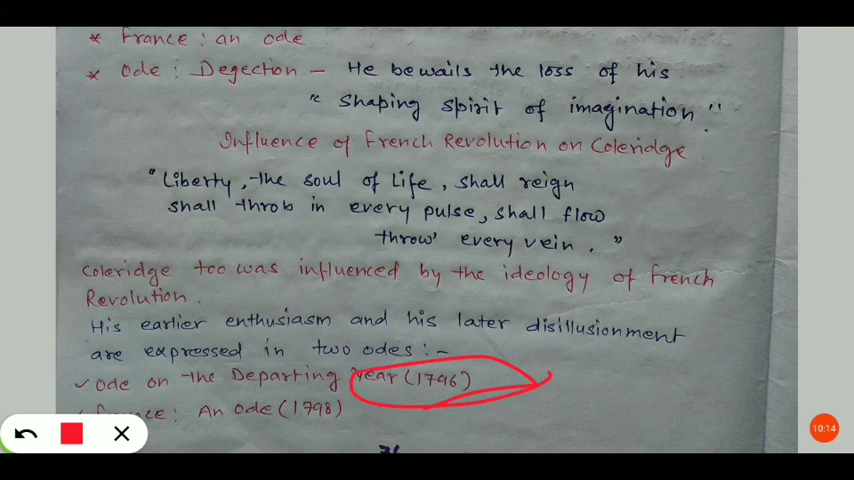 * France: an ode
* Ode: Degection - He bewails the loss of his
" shaping spirit of imagination".
Influence of French Revolution on Coleridge
"Liberty, the soul of Life, shall reign
shall throb in every pulse, shall flow
throw' every vein."
Coleridge too was influenced by the ideology of French
Revolution.
His earlier enthusiasm and his later disillusionment
are expressed in two odes:-
✓ Ode on the Departing Year (1796)
France: An Ode (1798)
10:14